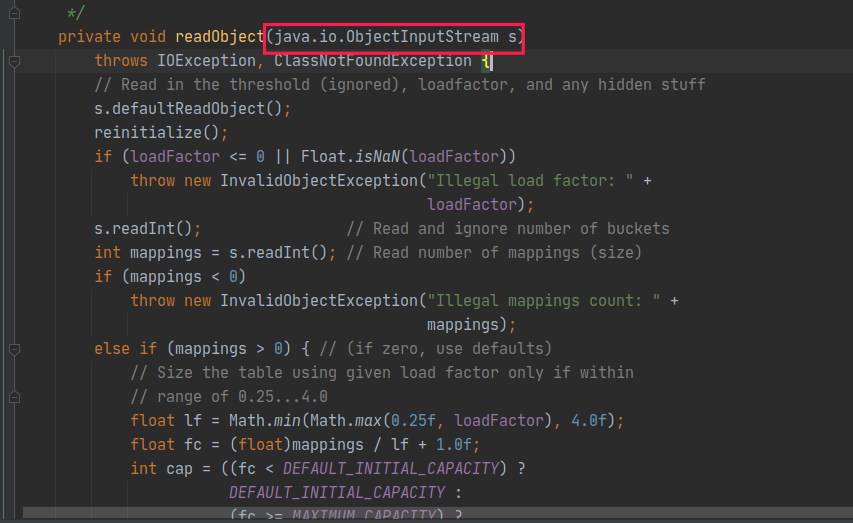 */
private void readObject(java.io.ObjectInputStream s)
throws IOException, ClassNotFoundException {
// Read in the threshold (ignored), loadfactor, and any hidden stuff
s.defaultReadObject();
reinitialize();
if (loadFactor <= 0 || Float.isNaN(loadFactor))
throw new InvalidObjectException("Illegal load factor: " +
loadFactor);
s.readInt(); // Read and ignore number of buckets
int mappings = s.readInt(); // Read number of mappings (size)
if (mappings < 0)
throw new InvalidObjectException("Illegal mappings count: " +
mappings);
else if (mappings > 0) { // (if zero, use defaults)
// Size the table using given load factor only if within
// range of 0.25...4.0
float lf = Math.min(Math.max(0.25f, loadFactor), 4.0f);
float fc = (float)mappings / lf + 1.0f;
int cap = ((fc < DEFAULT_INITIAL_CAPACITY) ?
DEFAULT_INITIAL_CAPACITY :
(fc >= MAXIMUM_CAPACITY) ?